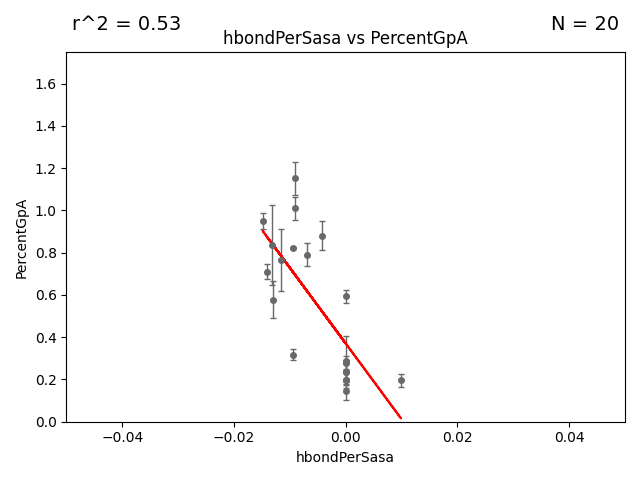 r^2 = 0.53
N = 20
hbondPerSasa vs PercentGpA
PercentGpA
1.6
1.4
1.2
1.0
0.8
0.6
0.4
0.2
0.0
−0.04 −0.02 0.00 0.02 0.04
hbondPerSasa